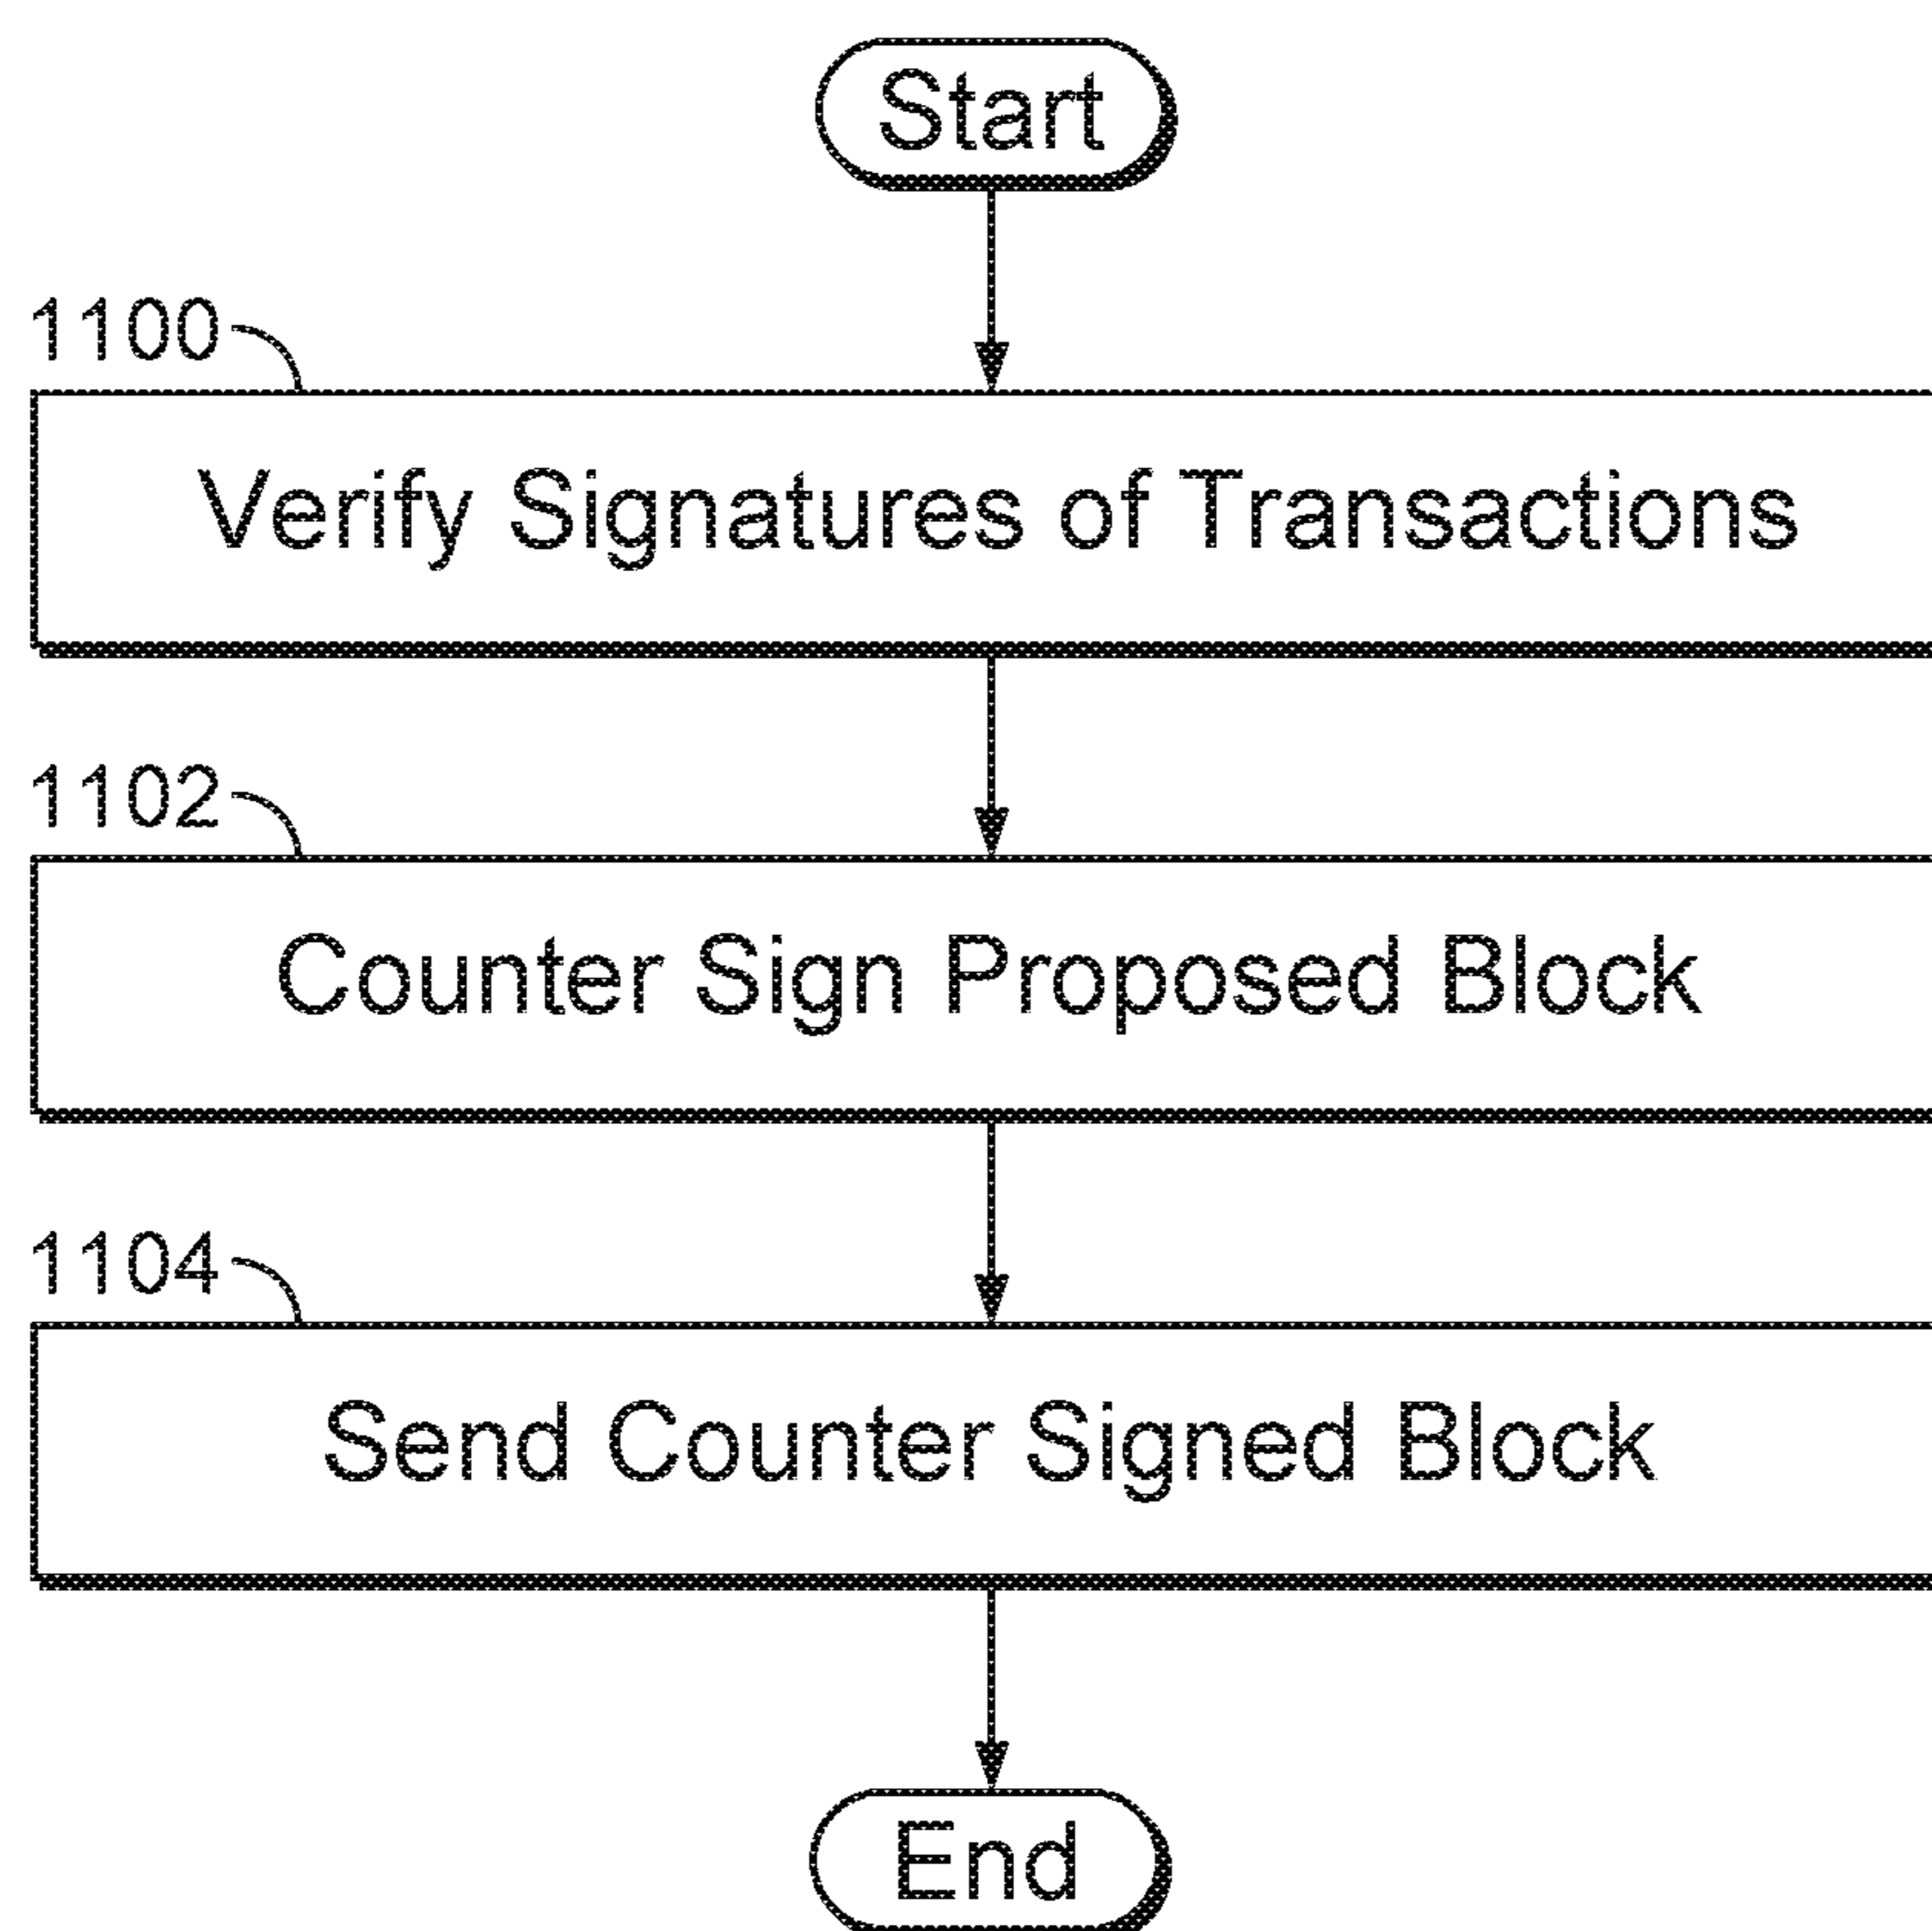 Start
1100
Verify Signatures of Transactions
1102
Counter Sign Proposed Block
1104
Send Counter Signed Block
End